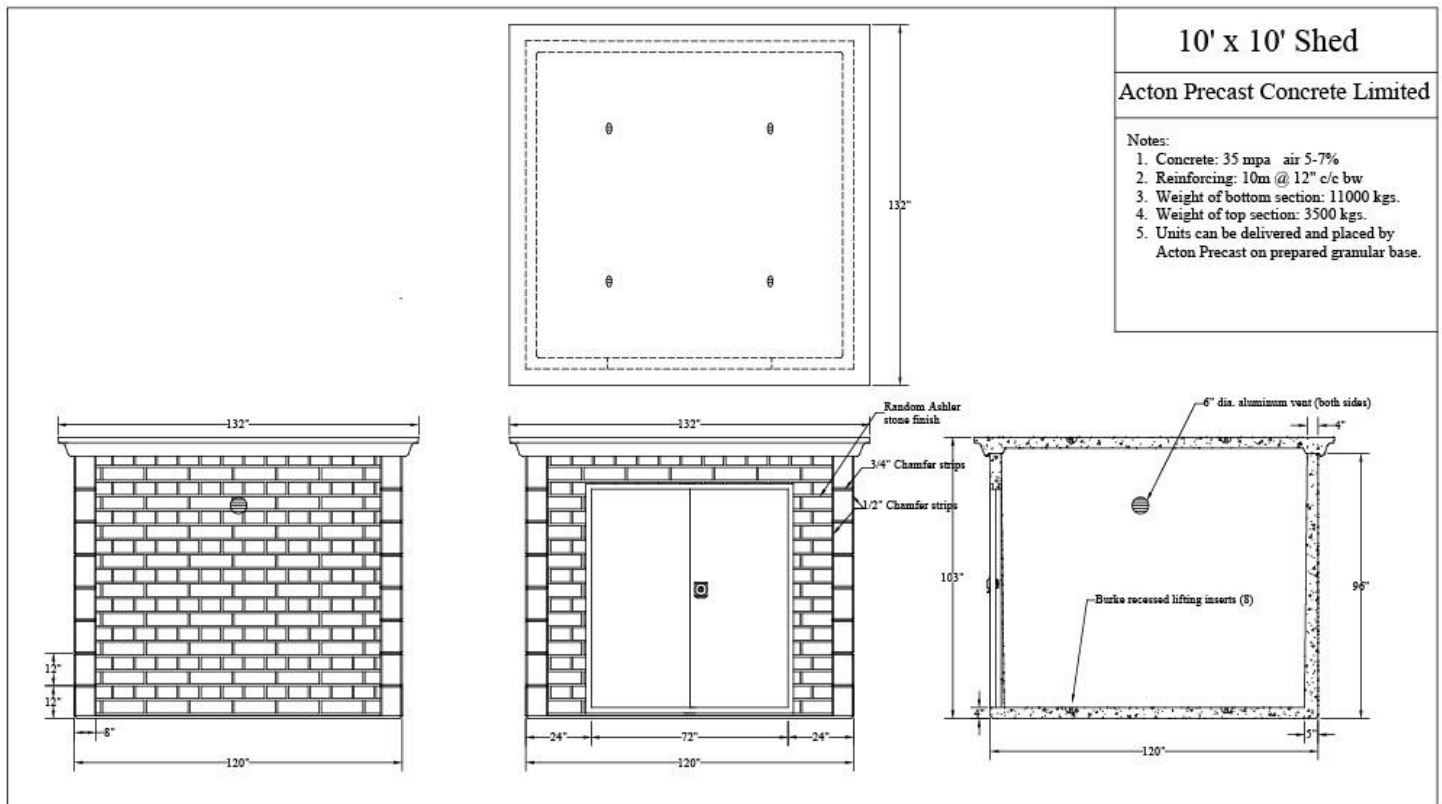 10' x 10' Shed
Acton Precast Concrete Limited
Notes:
1. Concrete: 35 mpa air 5-7%
2. Reinforcing: 10m @ 12" c/c bw
3. Weight of bottom section: 11000 kgs.
4. Weight of top section: 3500 kgs.
5. Units can be delivered and placed by
Acton Precast on prepared granular base.
132"
132"
12"
12"
8"
120"
132"
Random Ashler
stone finish
3/4" Chamfer strips
1/2" Chamfer strips
24"
72"
24"
120"
6" dia. aluminum vent (both sides)
4"
103"
96"
Burke recessed lifting inserts (8)
4"
5"
120"